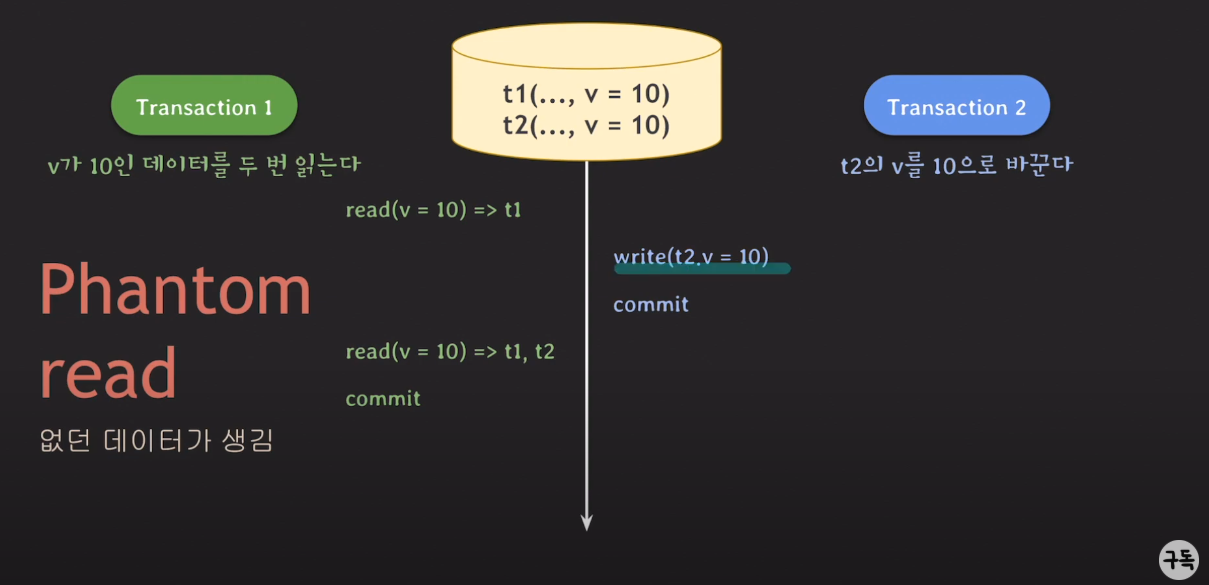 t1(..., v = 10)
t2(..., v = 10)
Transaction 1
Transaction 2
v가 10인 데이터를 두 번 읽는다
t2의 v를 10으로 바꾼다
read(v = 10) => t1
write(t2.v = 10)
commit
Phantom
read
없던 데이터가 생김
read(v = 10) => t1, t2
commit
구독